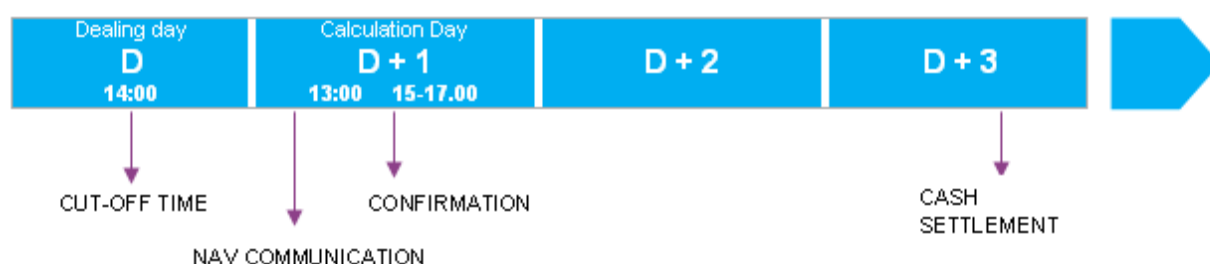 Dealing day
D
14:00
Calculation Day
D + 1
13:00 15-17.00
D + 2
D + 3
CUT-OFF TIME
NAV COMMUNICATION
CONFIRMATION
CASH
SETTLEMENT